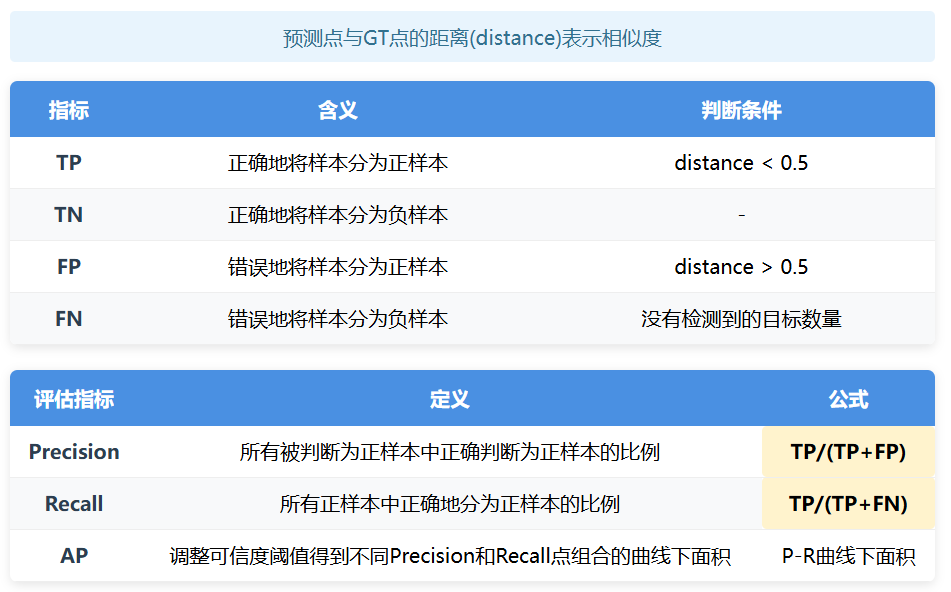 预测点与GT点的距离(distance)表示相似度
指标 含义 判断条件
TP 正确地将样本分为正样本 distance < 0.5
TN 正确地将样本分为负样本 -
FP 错误地将样本分为正样本 distance > 0.5
FN 错误地将样本分为负样本 没有检测到的目标数量
评估指标 定义 公式
Precision 所有被判断为正样本中正确判断为正样本的比例 TP/(TP+FP)
Recall 所有正样本中正确地分为正样本的比例 TP/(TP+FN)
AP 调整可信度阈值得到不同Precision和Recall点组合的曲线下面积 P-R曲线下面积